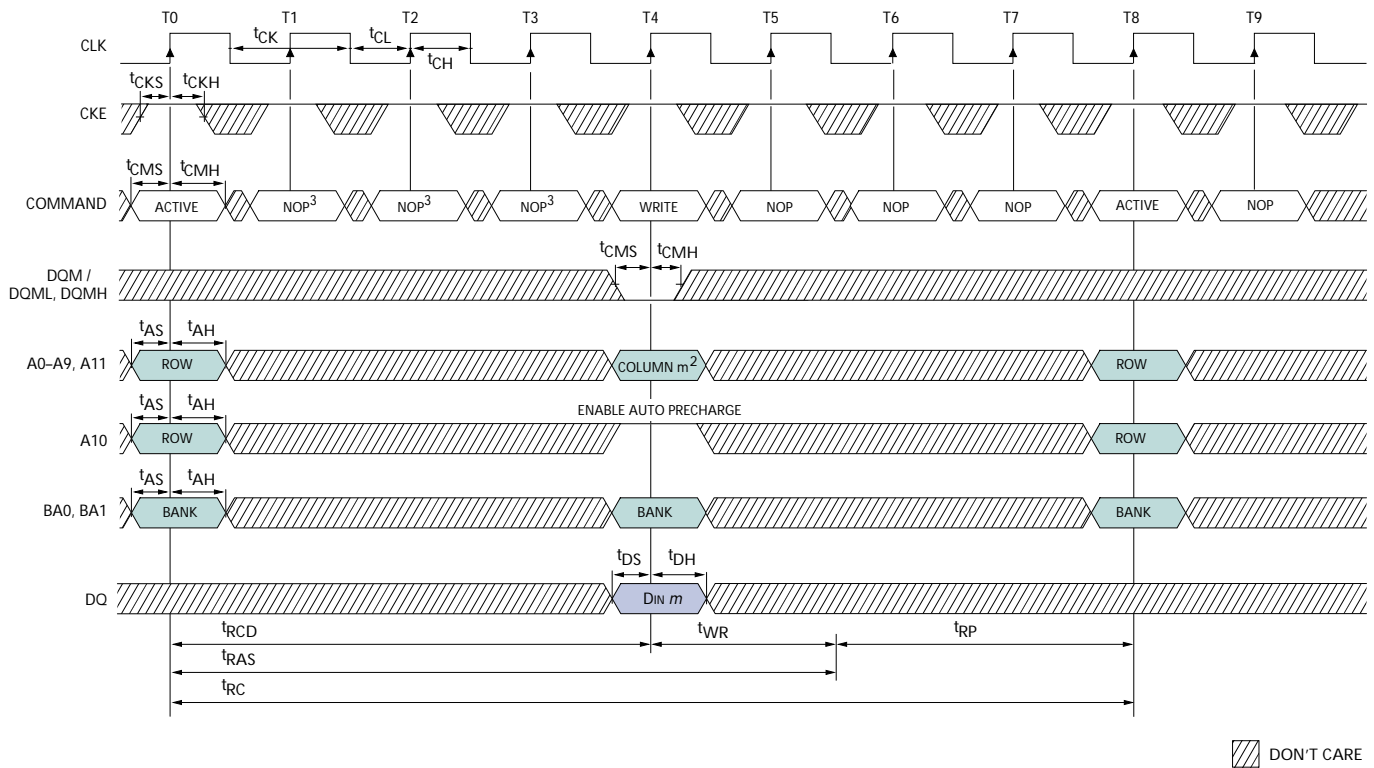 T0 T1 T2 T3 T4 T5 T6 T7 T8 T9
CLK
tCK tCL
tCH
tCKS tCKH
CKE
tCMS tCMH
COMMAND ACTIVE NOP3 NOP3 NOP3 WRITE NOP NOP NOP ACTIVE NOP
tCMS tCMH
DQM /
DQML, DQMH
tAS tAH
A0–A9, A11 ROW COLUMN m2 ROW
ENABLE AUTO PRECHARGE
tAS tAH
A10 ROW ROW
tAS tAH
BA0, BA1 BANK BANK BANK
tDS tDH
DQ DIN m
tRCD tWR tRP
tRAS
tRC
DON'T CARE